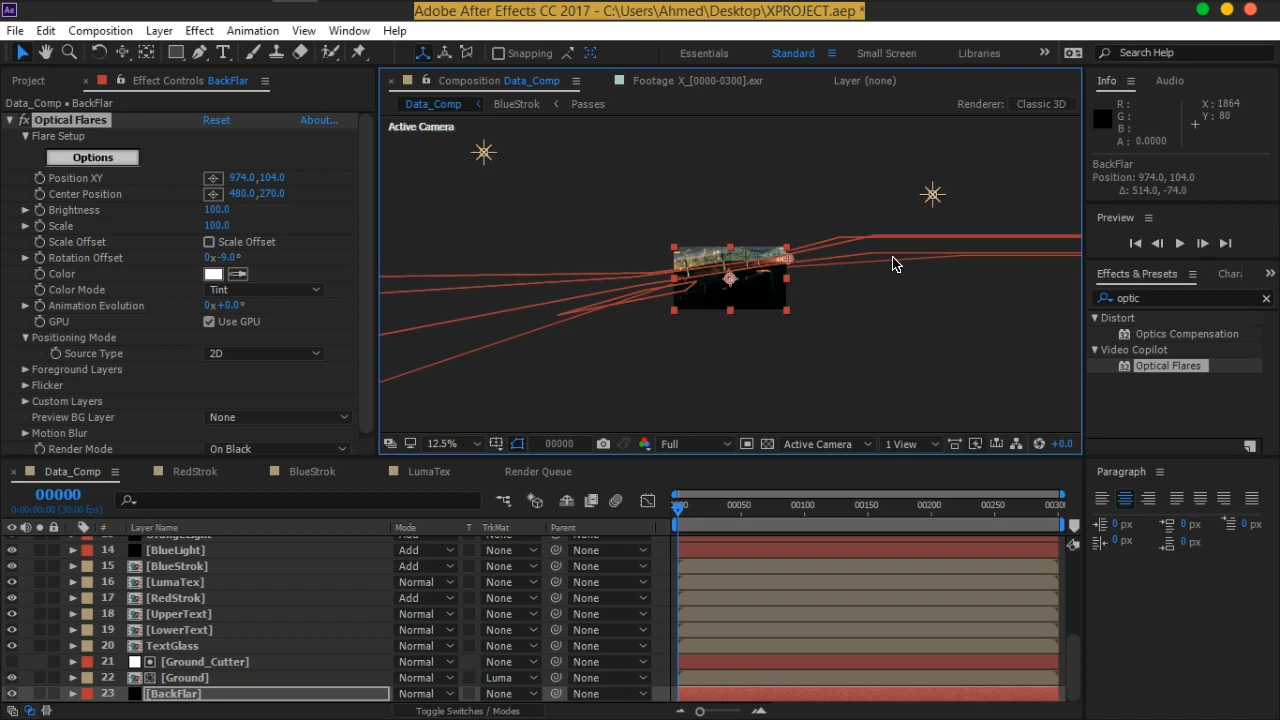 Ae Adobe After Effects CC 2017 - C:\Users\Ahmed\Desktop\XPROJECT.aep *
File Edit Composition Layer Effect Animation View Window Help
Snapping Essentials Standard Small Screen Libraries Search Help
Project Effect Controls BackFlar Composition Data_Comp Footage X_[0000-0300].exr Layer (none) Info Audio
Data_Comp • BackFlar Data_Comp BlueStrok Passes Renderer: Classic 3D
fx Optical Flares Reset About...
Flare Setup
Options
Position XY 974.0,104.0
Center Position 480.0,270.0
Brightness 100.0
Scale 100.0
Scale Offset Scale Offset
Rotation Offset 0x-9.0°
Color
Color Mode Tint
Animation Evolution 0x+0.0°
GPU Use GPU
Positioning Mode
Source Type 2D
Foreground Layers
Flicker
Custom Layers
Preview BG Layer None
Motion Blur
Render Mode On Black
Active Camera
12.5% 00000 Full Active Camera 1 View +0.0
R: X: 1864
G: Y: 80
B:
A: 0.0000
BackFlar
Position: 974.0, 104.0
Δ: 514.0, -74.0
Preview
Effects & Presets Chara
optic
Distort
32 Optics Compensation
Video Copilot
32 Optical Flares
Data_Comp RedStrok BlueStrok LumaTex Render Queue
00000
0:00:00:00 (30.00 fps)
0000 00050 00100 00150 00200 00250 0030
# Layer Name Mode T TrkMat Parent
14 [BlueLight] Add None None
15 [BlueStrok] Add None None
16 [LumaTex] Normal None None
17 [RedStrok] Add None None
18 [UpperText] Normal None None
19 [LowerText] Normal None None
20 TextGlass Normal None None
21 [Ground_Cutter] Normal None None
22 [Ground] Normal Luma None
23 [BackFlar] Normal None None
Toggle Switches / Modes
Paragraph
0 px 0 px 0 px
0 px 0 px